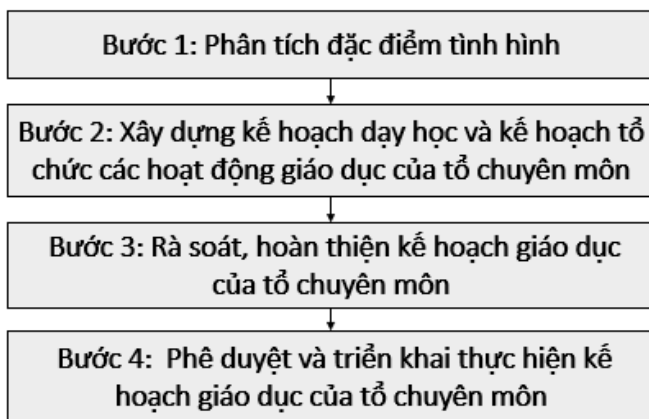 Bước 1: Phân tích đặc điểm tình hình
Bước 2: Xây dựng kế hoạch dạy học và kế hoạch tổ
chức các hoạt động giáo dục của tổ chuyên môn
Bước 3: Rà soát, hoàn thiện kế hoạch giáo dục
của tổ chuyên môn
Bước 4: Phê duyệt và triển khai thực hiện kế
hoạch giáo dục của tổ chuyên môn